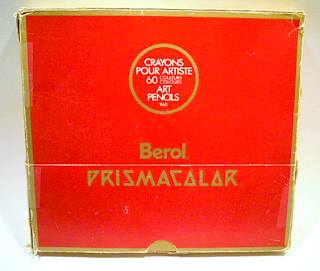 CRAYONS
POUR ARTISTE
60 COULEURS
COLOURS
ART
PENCILS
960
Berol
PRISMACOLOR